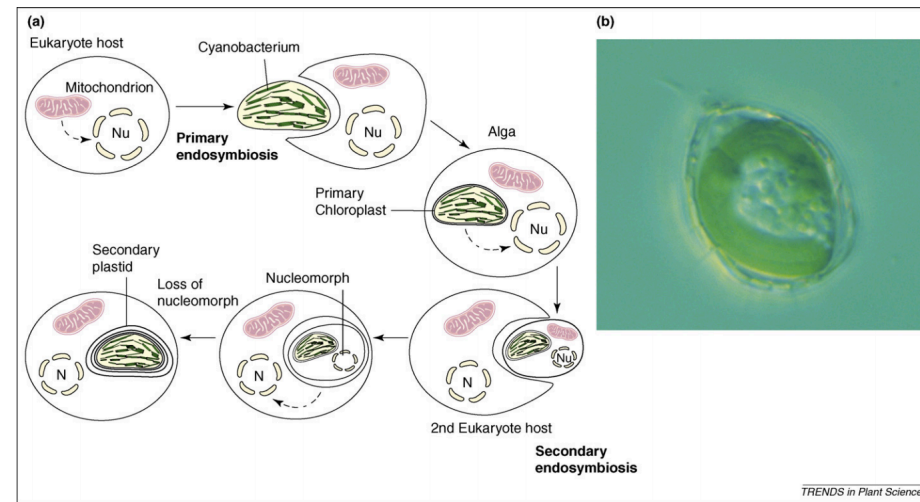 (a)
Eukaryote host
Mitochondrion
Nu
Primary
endosymbiosis
Cyanobacterium
Nu
Alga
Primary
Chloroplast
Nu
Nu
N
2nd Eukaryote host
Secondary
endosymbiosis
Nucleomorph
N
Loss of
nucleomorph
Secondary
plastid
N
(b)
TRENDS in Plant Science